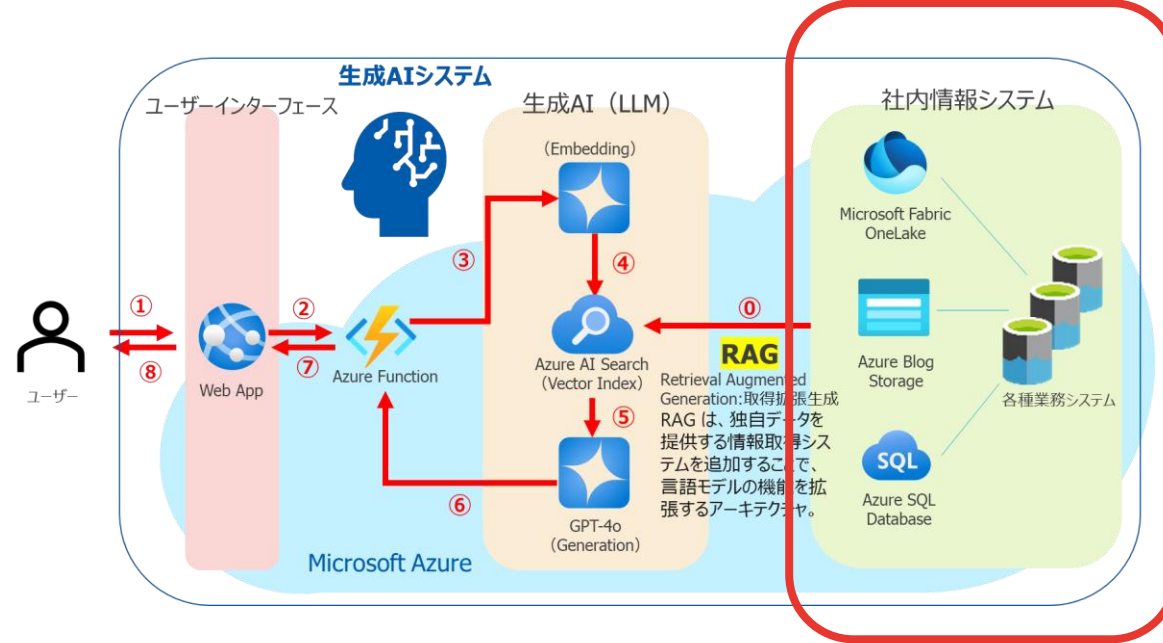 生成AIシステム
ユーザーインターフェース
生成AI（LLM）
社内情報システム
（Embedding）
Microsoft Fabric
OneLake
③
④
①
②
⓪
⑧
⑦
RAG
Web App
Azure Function
Azure AI Search
（Vector Index）
Retrieval Augmented
Generation:取得拡張生成
RAG は、独自データを
提供する情報取得シス
テムを追加することで、
言語モデルの機能を拡
張するアーキテクチャ。
Azure Blog
Storage
ユーザー
各種業務システム
⑤
⑥
SQL
GPT-4o
（Generation）
Azure SQL
Database
Microsoft Azure